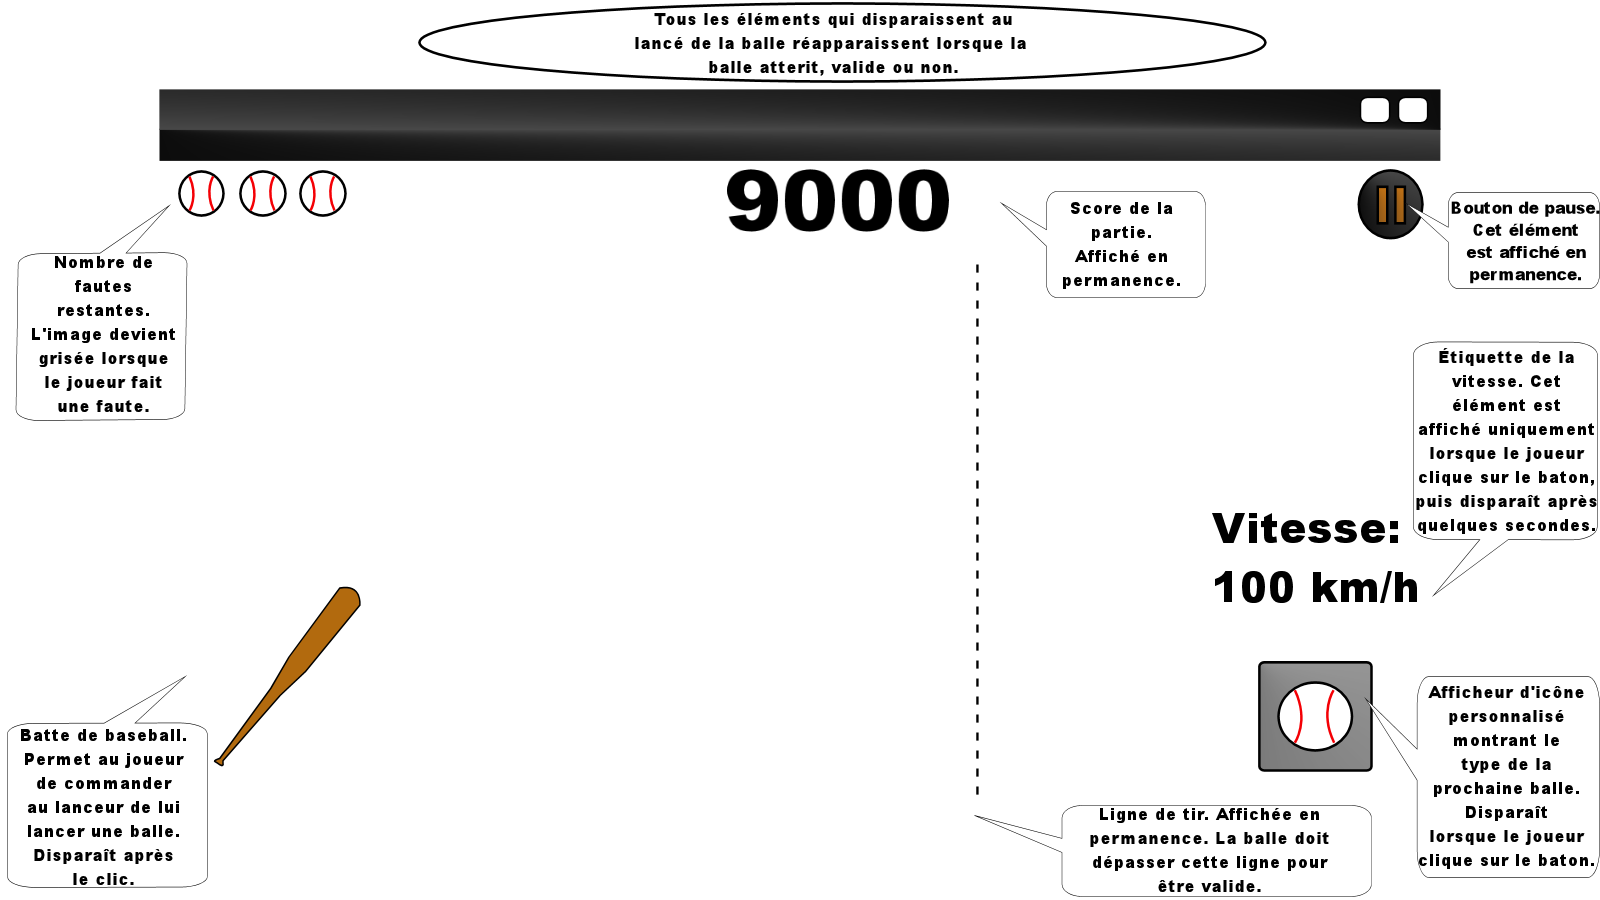 Tous les éléments qui disparaissent au
lancé de la balle réapparaissent lorsque la
balle atterit, valide ou non.
9000
Score de la
partie.
Affiché en
permanence.
Bouton de pause.
Cet élément
est affiché en
permanence.
Nombre de
fautes
restantes.
L'image devient
grisée lorsque
le joueur fait
une faute.
Étiquette de la
vitesse. Cet
élément est
affiché uniquement
lorsque le joueur
clique sur le baton,
puis disparaît après
quelques secondes.
Vitesse:
100 km/h
Batte de baseball.
Permet au joueur
de commander
au lanceur de lui
lancer une balle.
Disparaît après
le clic.
Afficheur d'icône
personnalisé
montrant le
type de la
prochaine balle.
Disparaît
lorsque le joueur
clique sur le baton.
Ligne de tir. Affichée en
permanence. La balle doit
dépasser cette ligne pour
être valide.